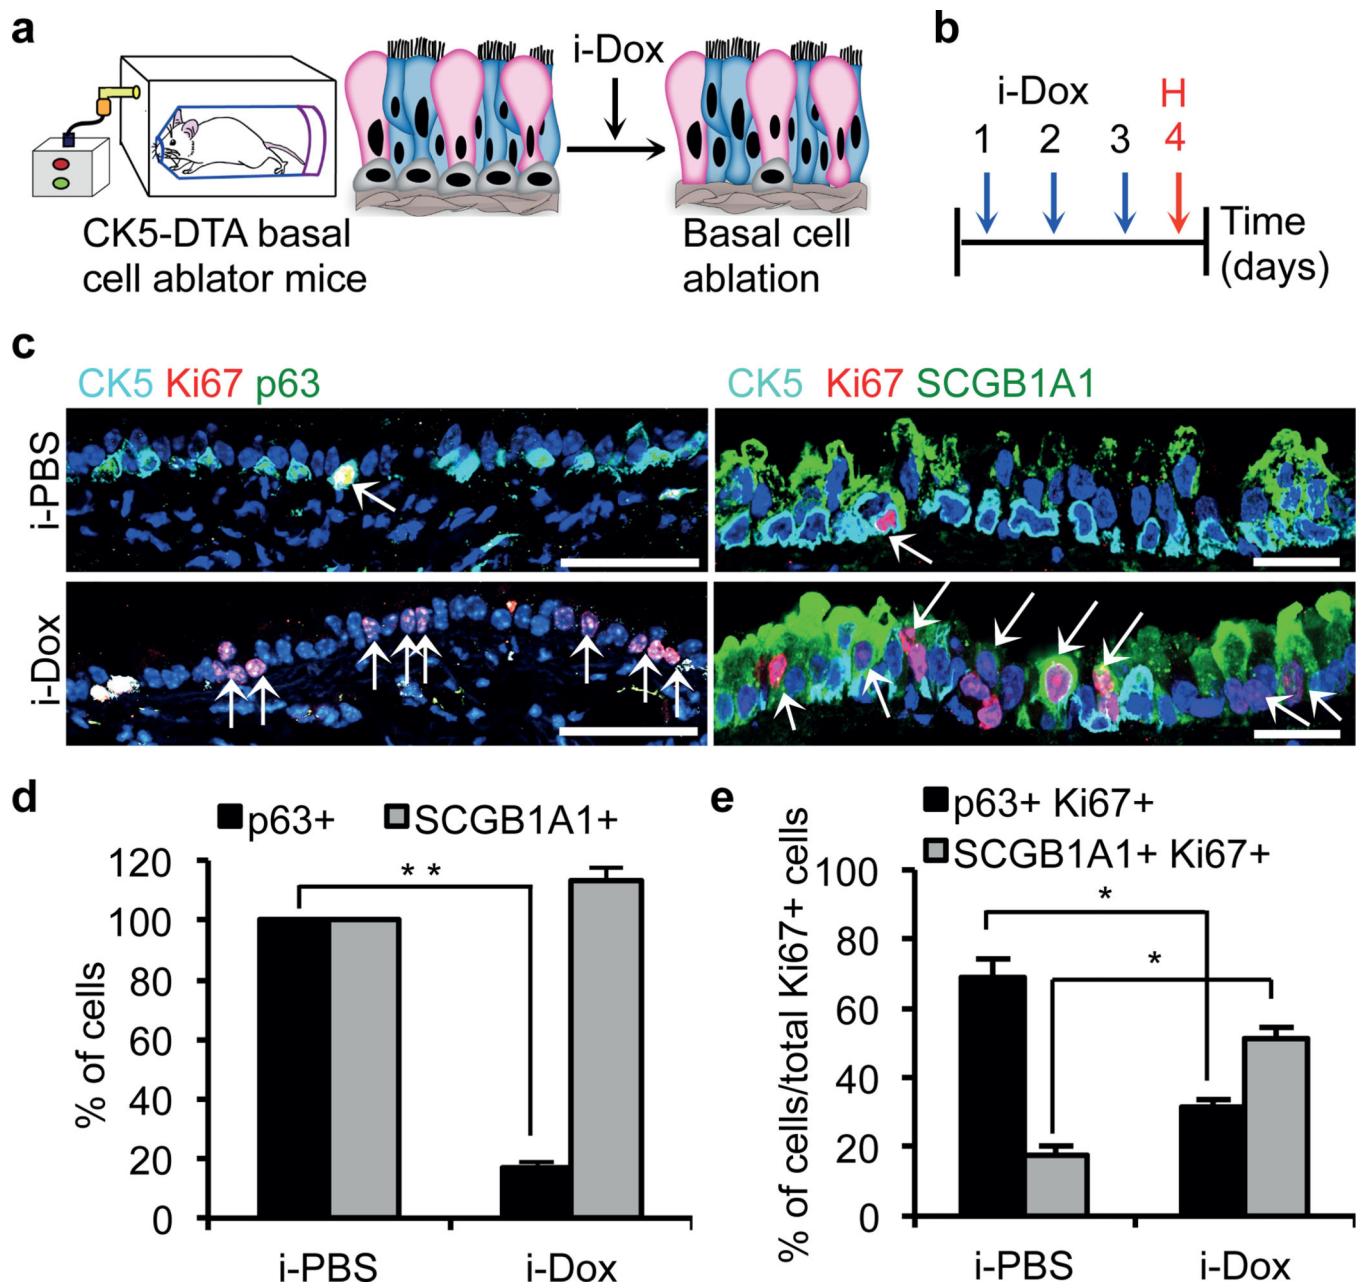 a
i-Dox
CK5-DTA basal
cell ablator mice
Basal cell
ablation
b
i-Dox H
1 2 3 4
Time
(days)
c
CK5 Ki67 p63
CK5 Ki67 SCGB1A1
i-PBS
i-Dox
d
p63+ SCGB1A1+
% of cells
120
100
80
60
40
20
0
* *
i-PBS i-Dox
e
p63+ Ki67+
SCGB1A1+ Ki67+
% of cells/total Ki67+ cells
100
80
60
40
20
0
*
*
i-PBS i-Dox